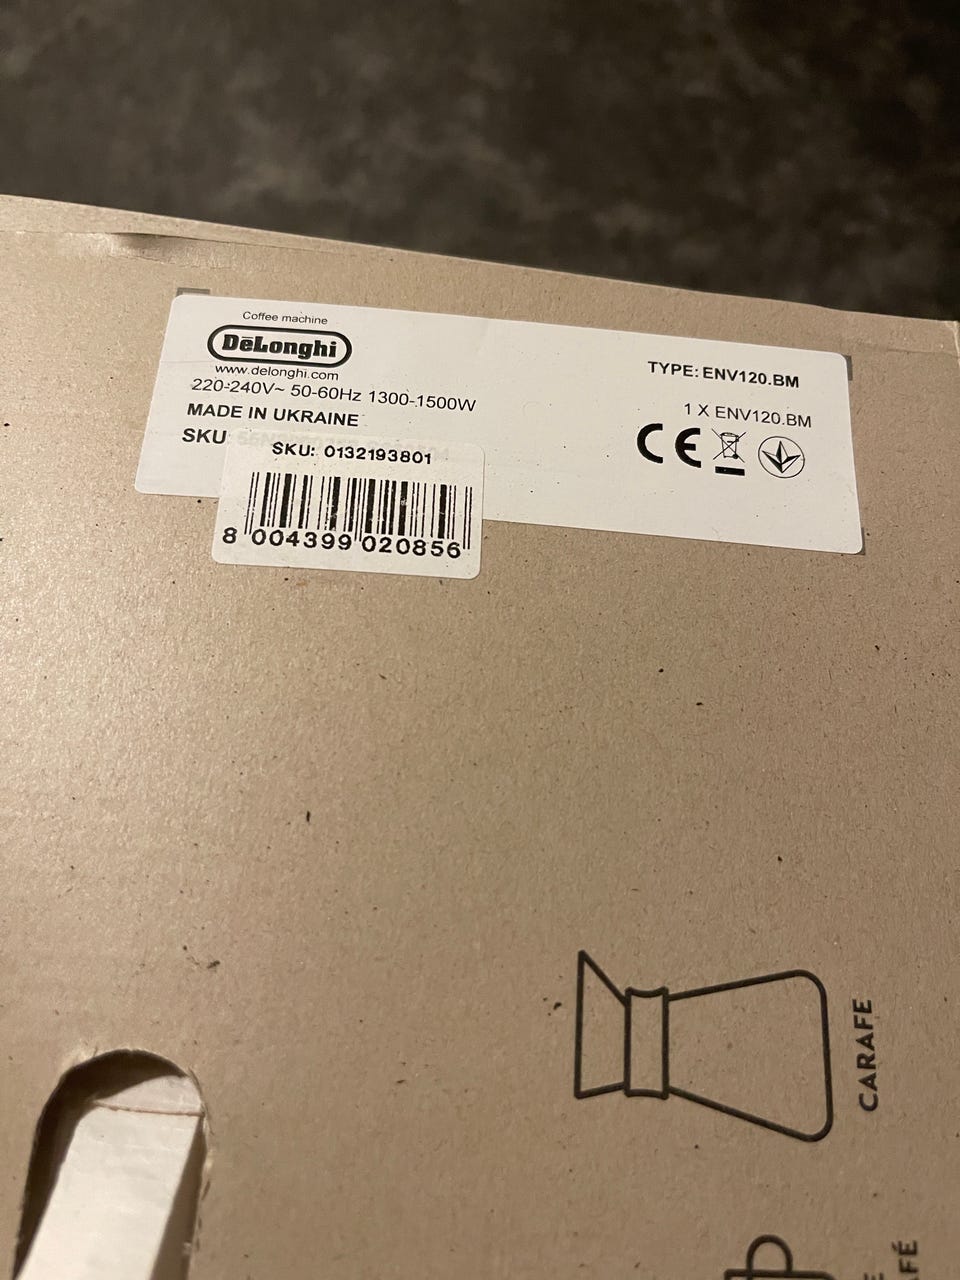 Coffee machine
DeLonghi
www.delonghi.com
220-240V~ 50-60Hz 1300-1500W
MADE IN UKRAINE
SKU
TYPE: ENV120.BM
1 X ENV120.BM
CE
SKU: 0132193801
8 004399 020856
CARAFE